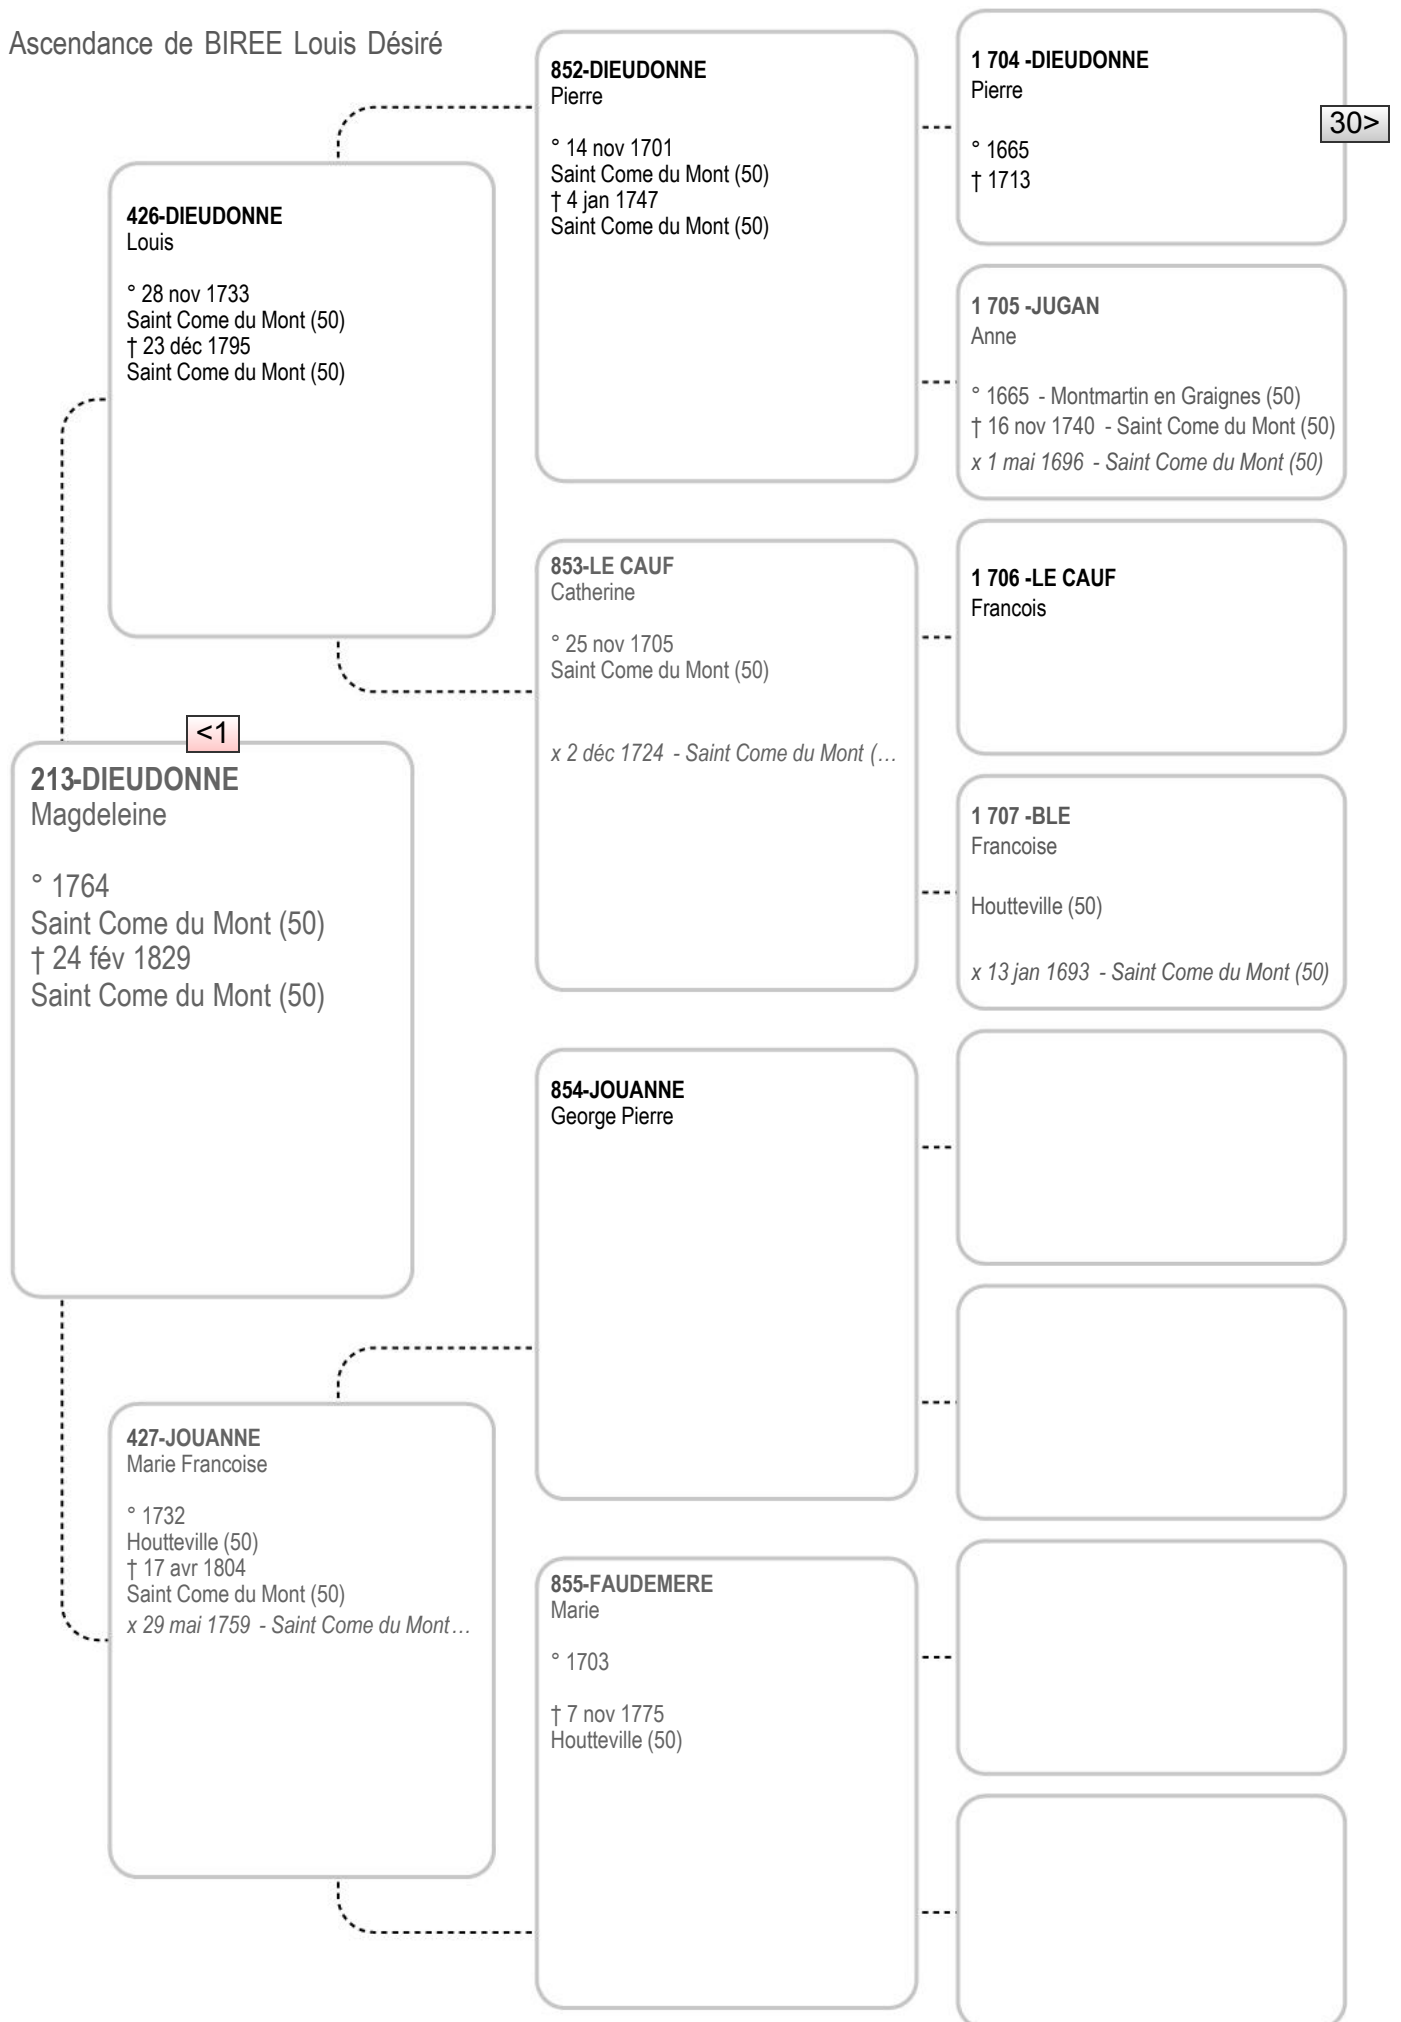 Ascendance de BIREE Louis Désiré
852-DIEUDONNE
Pierre
° 14 nov 1701
Saint Come du Mont (50)
† 4 jan 1747
Saint Come du Mont (50)
1 704 -DIEUDONNE
Pierre
° 1665
† 1713
30>
426-DIEUDONNE
Louis
° 28 nov 1733
Saint Come du Mont (50)
† 23 déc 1795
Saint Come du Mont (50)
1 705 -JUGAN
Anne
° 1665 - Montmartin en Graignes (50)
† 16 nov 1740 - Saint Come du Mont (50)
x 1 mai 1696 - Saint Come du Mont (50)
853-LE CAUF
Catherine
° 25 nov 1705
Saint Come du Mont (50)
x 2 déc 1724 - Saint Come du Mont (…
1 706 -LE CAUF
Francois
<1
213-DIEUDONNE
Magdeleine
° 1764
Saint Come du Mont (50)
† 24 fév 1829
Saint Come du Mont (50)
1 707 -BLE
Francoise
Houtteville (50)
x 13 jan 1693 - Saint Come du Mont (50)
854-JOUANNE
George Pierre
427-JOUANNE
Marie Francoise
° 1732
Houtteville (50)
† 17 avr 1804
Saint Come du Mont (50)
x 29 mai 1759 - Saint Come du Mont…
855-FAUDEMERE
Marie
° 1703
† 7 nov 1775
Houtteville (50)